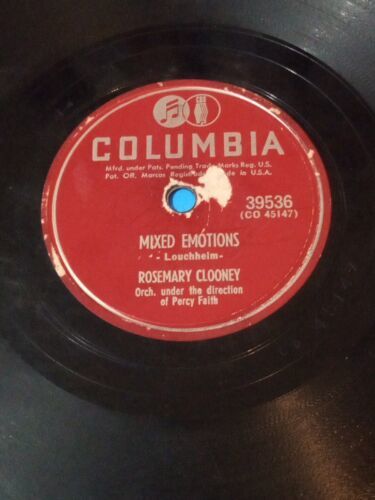 COLUMBIA
Mfrd. under Pats. Pending Trade Marks Reg. U.S.
Pat. Off. Marcas Registradas Made in U.S.A.
39536
(CO 45147)
MIXED EMOTIONS
- Louchheim -
ROSEMARY CLOONEY
Orch. under the direction
of Percy Faith